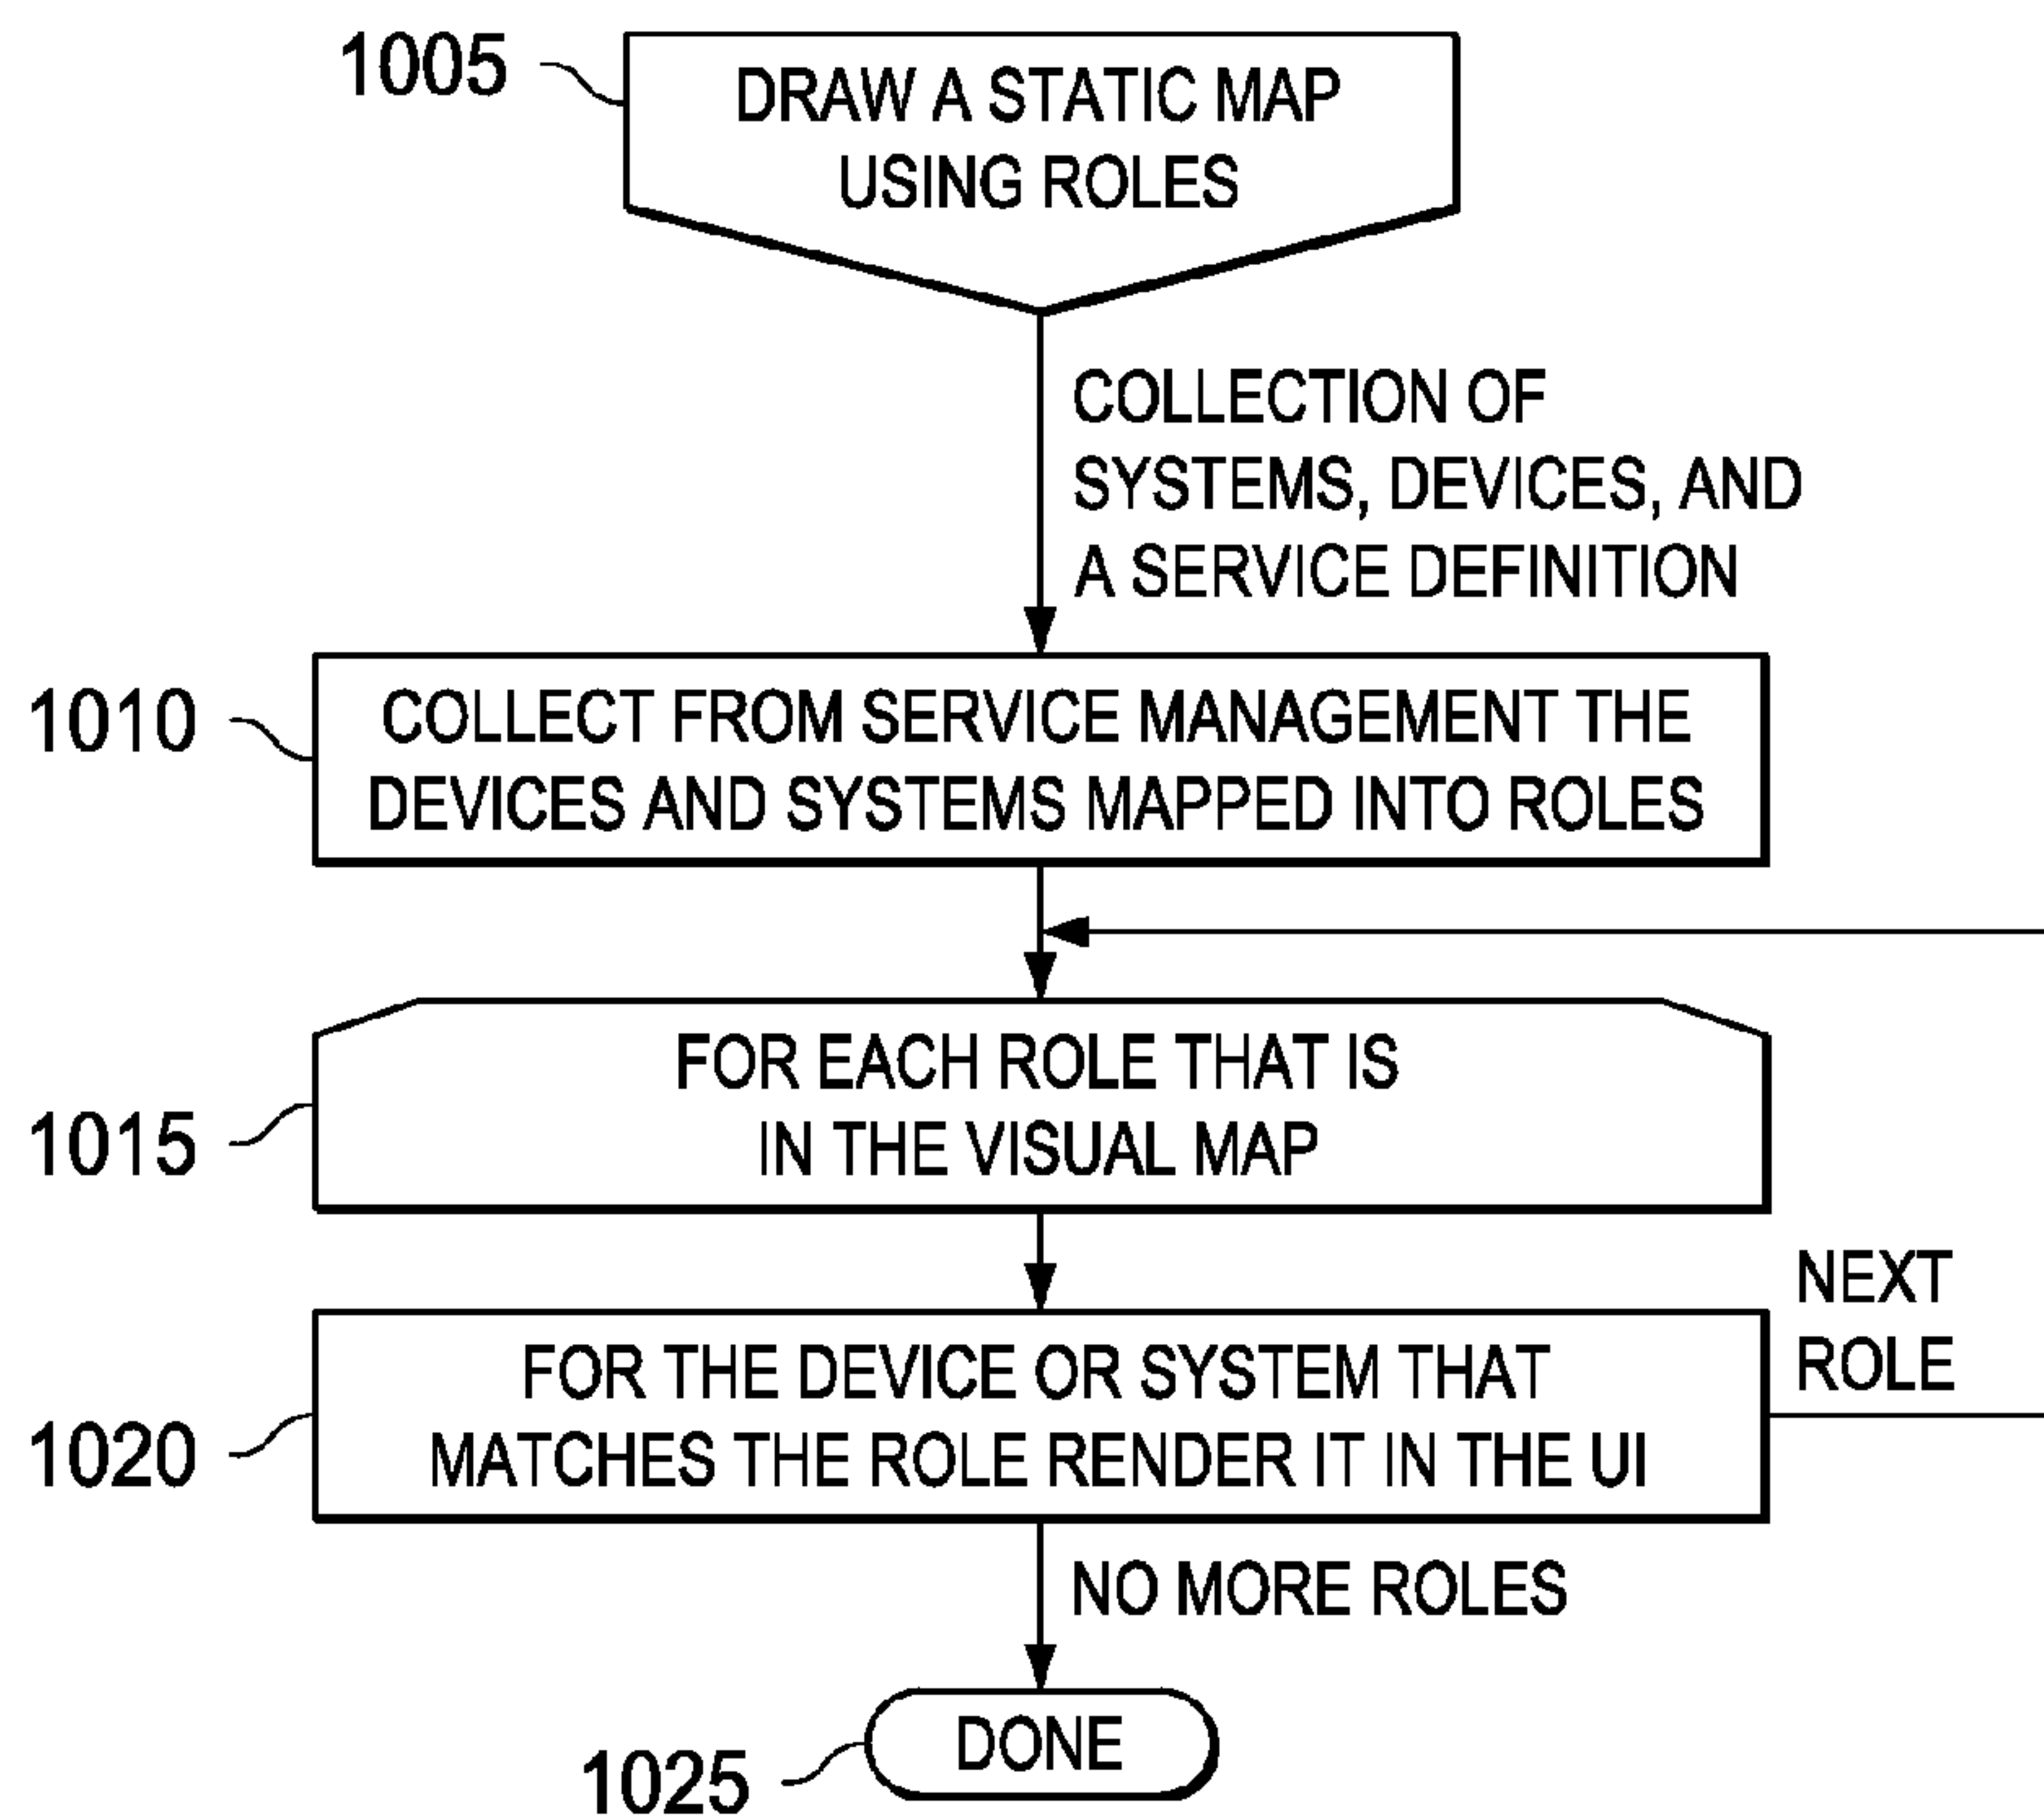 1005
DRAW A STATIC MAP
USING ROLES
COLLECTION OF
SYSTEMS, DEVICES, AND
A SERVICE DEFINITION
1010
COLLECT FROM SERVICE MANAGEMENT THE
DEVICES AND SYSTEMS MAPPED INTO ROLES
1015
FOR EACH ROLE THAT IS
IN THE VISUAL MAP
1020
FOR THE DEVICE OR SYSTEM THAT
MATCHES THE ROLE RENDER IT IN THE UI
NEXT
ROLE
NO MORE ROLES
1025
DONE